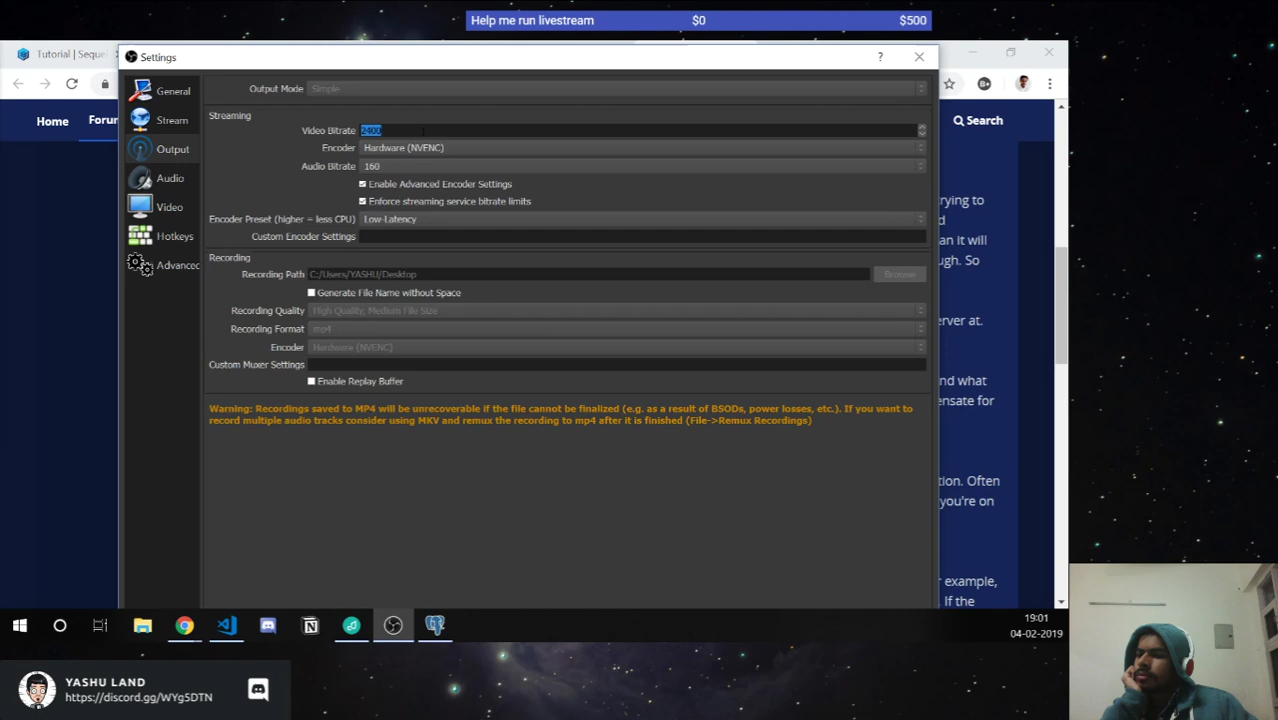 Help me run livestream $0 $500
Tutorial | Seque
Settings
?
Home
Forur
Search
General
Stream
Output
Audio
Video
Hotkeys
Advanced
Output Mode Simple
Streaming
Video Bitrate 2400
Encoder Hardware (NVENC)
Audio Bitrate 160
Enable Advanced Encoder Settings
Enforce streaming service bitrate limits
Encoder Preset (higher = less CPU) Low-Latency
Custom Encoder Settings
Recording
Recording Path C:/Users/YASHU/Desktop Browse
Generate File Name without Space
Recording Quality High Quality, Medium File Size
Recording Format mp4
Encoder Hardware (NVENC)
Custom Muxer Settings
Enable Replay Buffer
Warning: Recordings saved to MP4 will be unrecoverable if the file cannot be finalized (e.g. as a result of BSODs, power losses, etc.). If you want to
record multiple audio tracks consider using MKV and remux the recording to mp4 after it is finished (File->Remux Recordings)
rying to
d
an it will
gh. So
erver at.
nd what
ensate for
tion. Often
you're on
r example,
. If the
19:01
04-02-2019
YASHU LAND
https://discord.gg/WYg5DTN